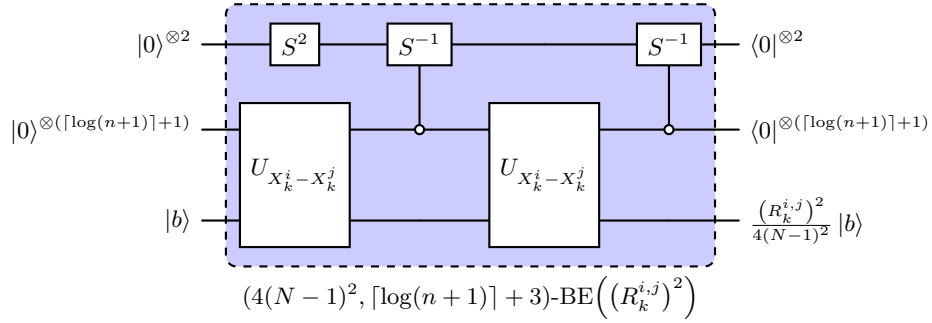 |0⟩^{⊗2} S^2 S^{-1} S^{-1} ⟨0|^{⊗2}
|0⟩^{⊗(⌈log(n+1)⌉+1)} ⟨0|^{⊗(⌈log(n+1)⌉+1)}
U_{X_k^i−X_k^j} U_{X_k^i−X_k^j}
|b⟩ \frac{(R_k^{i,j})^2}{4(N−1)^2} |b⟩
(4(N − 1)^2, ⌈log(n + 1)⌉ + 3)-BE((R_k^{i,j})^2)